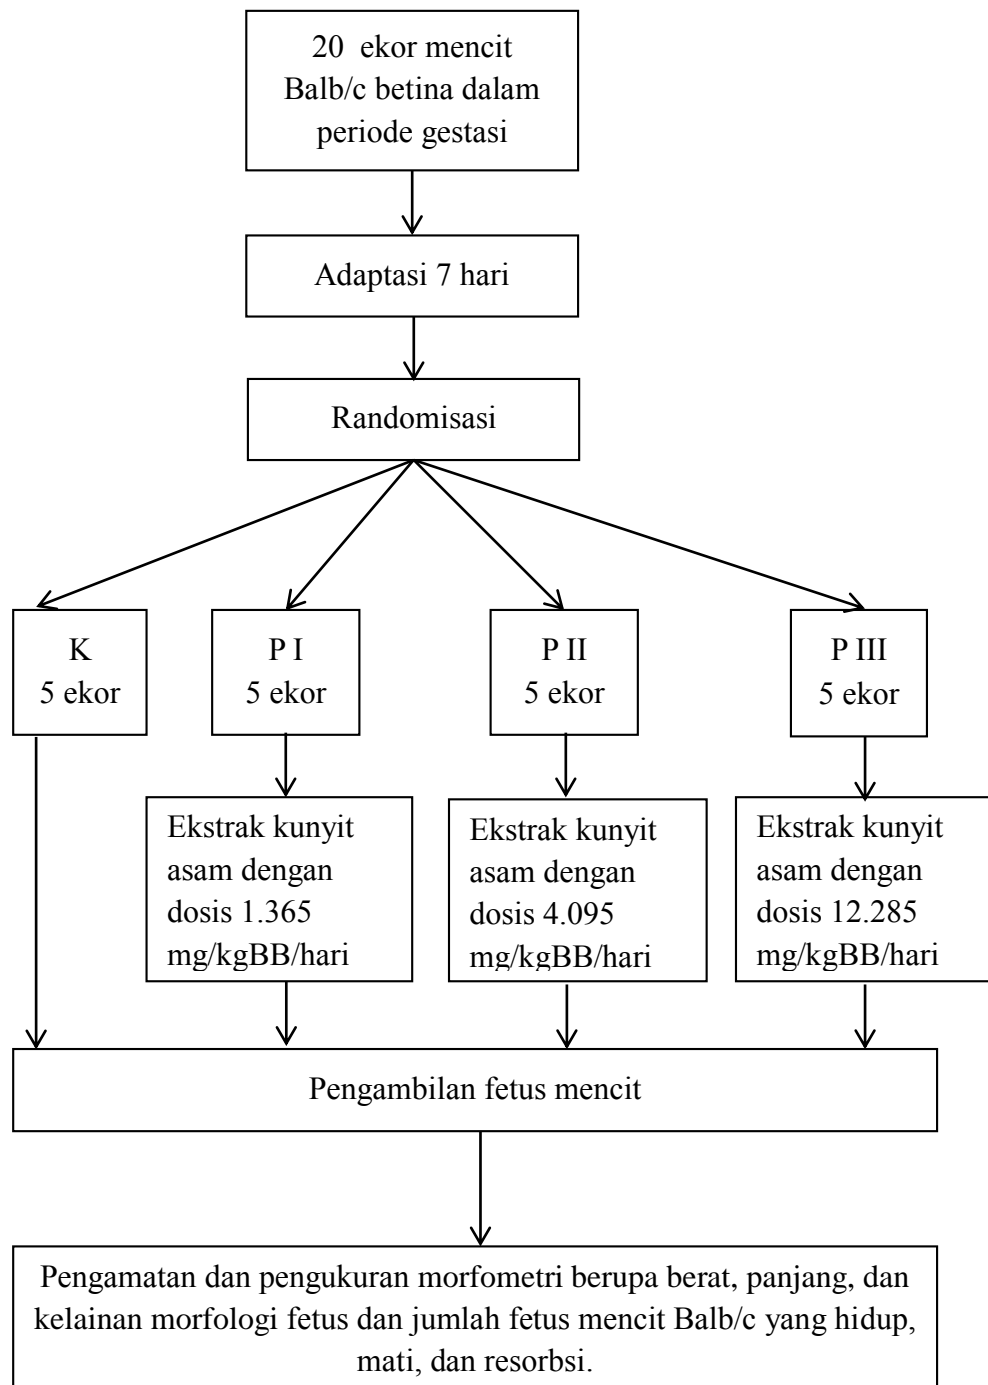 20 ekor mencit
Balb/c betina dalam
periode gestasi
Adaptasi 7 hari
Randomisasi
K
5 ekor
P I
5 ekor
P II
5 ekor
P III
5 ekor
Ekstrak kunyit
asam dengan
dosis 1.365
mg/kgBB/hari
Ekstrak kunyit
asam dengan
dosis 4.095
mg/kgBB/hari
Ekstrak kunyit
asam dengan
dosis 12.285
mg/kgBB/hari
Pengambilan fetus mencit
Pengamatan dan pengukuran morfometri berupa berat, panjang, dan
kelainan morfologi fetus dan jumlah fetus mencit Balb/c yang hidup,
mati, dan resorbsi.